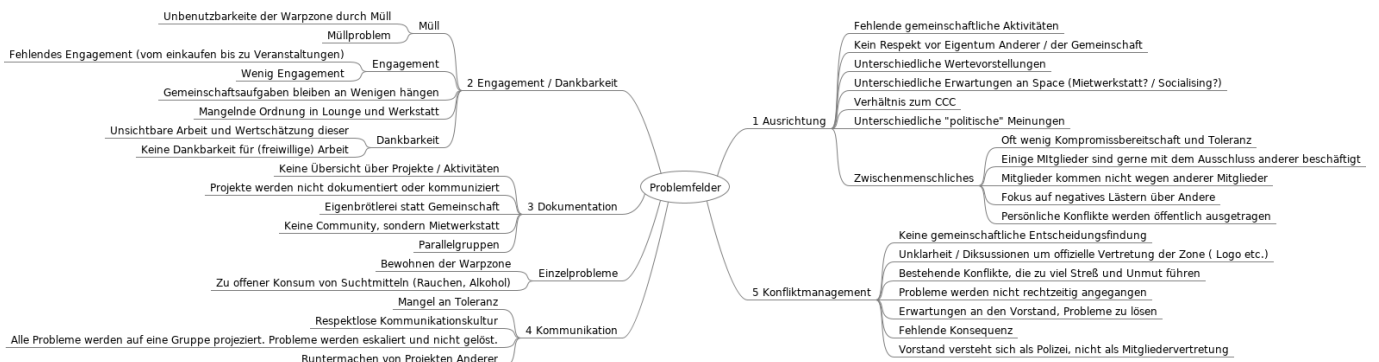 Problemfelder
1 Ausrichtung
Fehlende gemeinschaftliche Aktivitäten
Kein Respekt vor Eigentum Anderer / der Gemeinschaft
Unterschiedliche Wertevorstellungen
Unterschiedliche Erwartungen an Space (Mietwerkstatt? / Socialising?)
Verhältnis zum CCC
Unterschiedliche "politische" Meinungen
Zwischenmenschliches
Oft wenig Kompromissbereitschaft und Toleranz
Einige MItglieder sind gerne mit dem Ausschluss anderer beschäftigt
Mitglieder kommen nicht wegen anderer Mitglieder
Fokus auf negatives Lästern über Andere
Persönliche Konflikte werden öffentlich ausgetragen
2 Engagement / Dankbarkeit
Müll
Unbenutzbarkeite der Warpzone durch Müll
Müllproblem
Engagement
Fehlendes Engagement (vom einkaufen bis zu Veranstaltungen)
Wenig Engagement
Gemeinschaftsaufgaben bleiben an Wenigen hängen
Mangelnde Ordnung in Lounge und Werkstatt
Dankbarkeit
Unsichtbare Arbeit und Wertschätzung dieser
Keine Dankbarkeit für (freiwillige) Arbeit
3 Dokumentation
Keine Übersicht über Projekte / Aktivitäten
Projekte werden nicht dokumentiert oder kommuniziert
Eigenbrötlerei statt Gemeinschaft
Keine Community, sondern Mietwerkstatt
Parallelgruppen
Einzelprobleme
Bewohnen der Warpzone
Zu offener Konsum von Suchtmitteln (Rauchen, Alkohol)
4 Kommunikation
Mangel an Toleranz
Respektlose Kommunikationskultur
Alle Probleme werden auf eine Gruppe projeziert. Probleme werden eskaliert und nicht gelöst.
Runtermachen von Projekten Anderer
5 Konfliktmanagement
Keine gemeinschaftliche Entscheidungsfindung
Unklarheit / Diksussionen um offizielle Vertretung der Zone ( Logo etc.)
Bestehende Konflikte, die zu viel Streß und Unmut führen
Probleme werden nicht rechtzeitig angegangen
Erwartungen an den Vorstand, Probleme zu lösen
Fehlende Konsequenz
Vorstand versteht sich als Polizei, nicht als Mitgliedervertretung